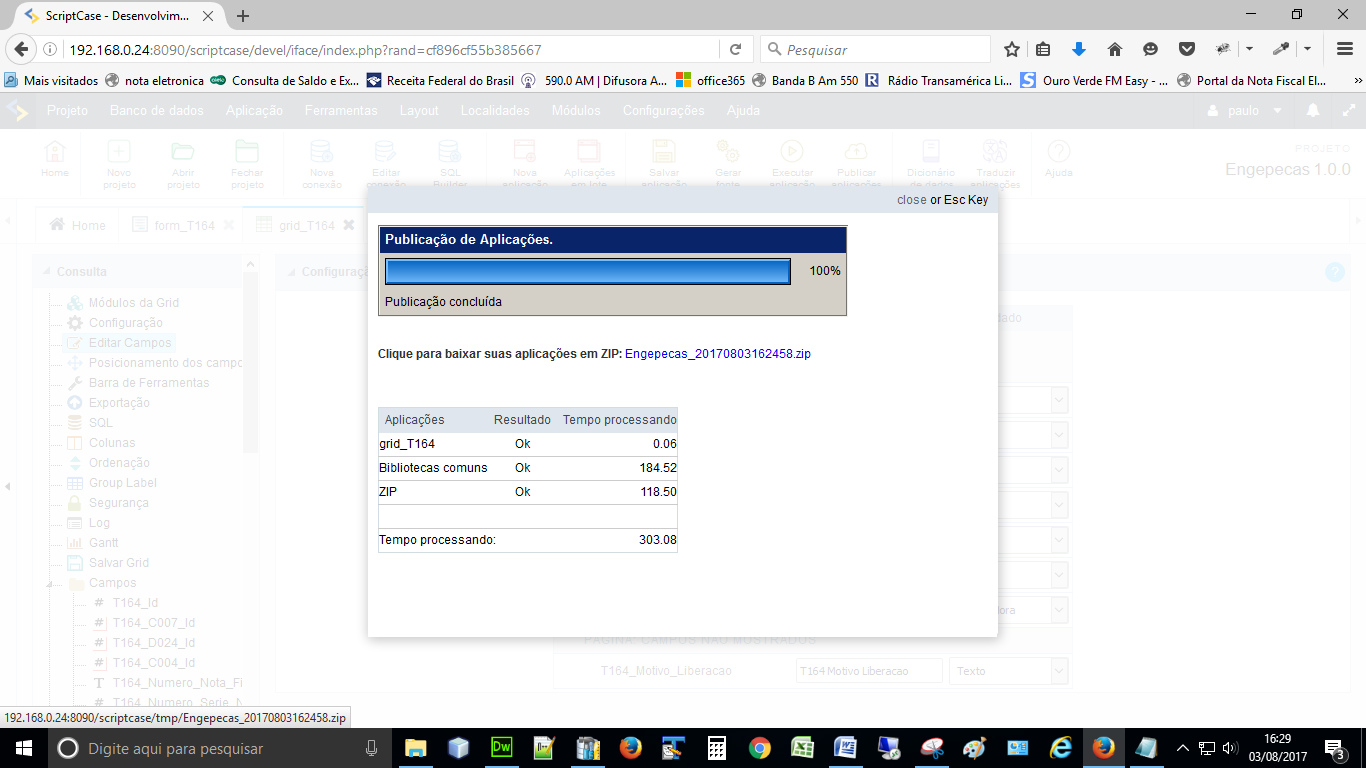 ScriptCase - Desenvolvim...
192.168.0.24:8090/scriptcase/devel/iface/index.php?rand=cf896cf55b385667
Pesquisar
Mais visitados nota eletronica Consulta de Saldo e Ex... Receita Federal do Brasil 590.0 AM | Difusora A... office365 Banda B Am 550 Rádio Transamérica Li... Ouro Verde FM Easy - ... Portal da Nota Fiscal El...
Projeto Banco de dados Aplicação Ferramentas Layout Localidades Módulos Configurações Ajuda paulo
Home Novo projeto Abrir projeto Fechar projeto Nova conexão Editar conexão SQL Builder Nova aplicação Aplicações em lote Salvar aplicação Gerar fonte Executar aplicação Publicar aplicações Dicionário de dados Traduzir aplicações Ajuda
PROJETO
Engepecas 1.0.0
close or Esc Key
Home form_T164 grid_T164
Publicação de Aplicações.
100%
Publicação concluída
Clique para baixar suas aplicações em ZIP: Engepecas_20170803162458.zip
Aplicações Resultado Tempo processando
grid_T164 Ok 0.06
Bibliotecas comuns Ok 184.52
ZIP Ok 118.50
Tempo processando: 303.08
Consulta
Módulos da Grid
Configuração
Editar Campos
Posicionamento dos campo
Barra de Ferramentas
Exportação
SQL
Colunas
Ordenação
Group Label
Segurança
Log
Gantt
Salvar Grid
Campos
# T164_Id
# T164_C007_Id
# T164_D024_Id
# T164_C004_Id
T T164_Numero_Nota_Fi
T T164_Numero_Serie_N
Configuraçã
dado
dora
PÁGINA: CAMPOS NÃO MOSTRADOS
T164_Motivo_Liberacao T164 Motivo Liberacao Texto
192.168.0.24:8090/scriptcase/tmp/Engepecas_20170803162458.zip
Digite aqui para pesquisar
16:29
03/08/2017
3